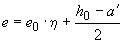 e = e₀ · η + (h₀ − a′) / 2